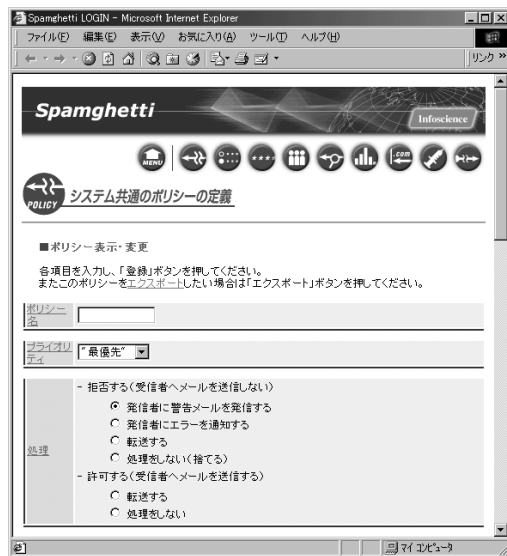 Spamghetti LOGIN - Microsoft Internet Explorer
ファイル(F) 編集(E) 表示(V) お気に入り(A) ツール(T) ヘルプ(H)
リンク »
Spamghetti
Infoscience
MENU
.com
POLICY
システム共通のポリシーの定義
■ポリシー表示・変更
各項目を入力し、「登録」ボタンを押してください。
またこのポリシーをエクスポートしたい場合は「エクスポート」ボタンを押してください。
ポリシー
名
プライオリ
ティ
"最優先"
処理
- 拒否する(受信者へメールを送信しない)
発信者に警告メールを発信する
発信者にエラーを通知する
転送する
処理をしない(捨てる)
- 許可する(受信者へメールを送信する)
転送する
処理をしない
マイ コンピュータ